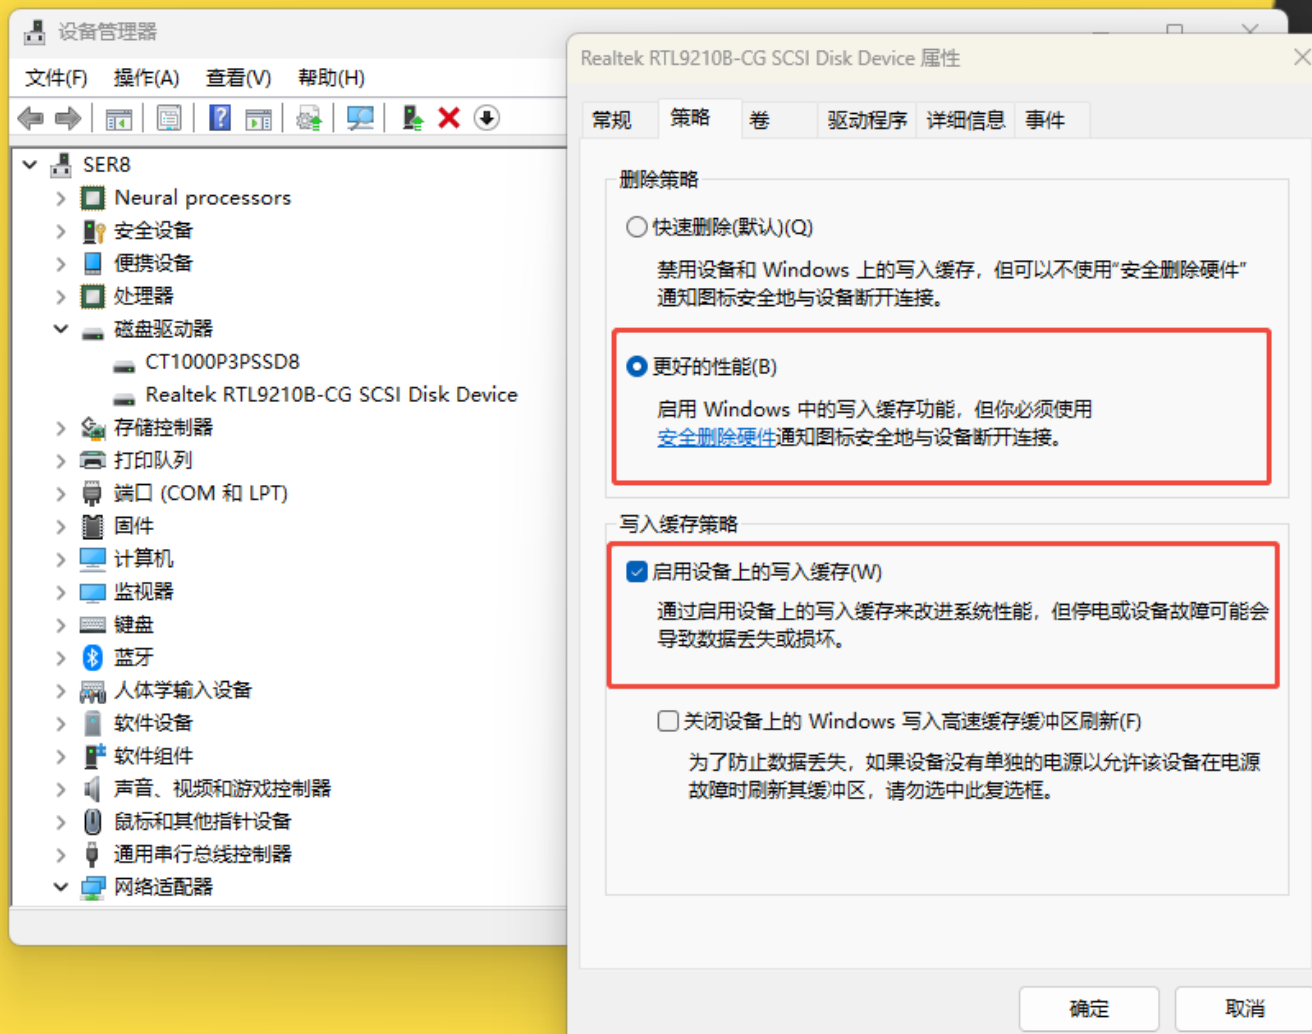 设备管理器
文件(F) 操作(A) 查看(V) 帮助(H)
SER8
Neural processors
安全设备
便携设备
处理器
磁盘驱动器
CT1000P3PSSD8
Realtek RTL9210B-CG SCSI Disk Device
存储控制器
打印队列
端口 (COM 和 LPT)
固件
计算机
监视器
键盘
蓝牙
人体学输入设备
软件设备
软件组件
声音、视频和游戏控制器
鼠标和其他指针设备
通用串行总线控制器
网络适配器
Realtek RTL9210B-CG SCSI Disk Device 属性
常规 策略 卷 驱动程序 详细信息 事件
删除策略
快速删除(默认)(Q)
禁用设备和 Windows 上的写入缓存，但可以不使用“安全删除硬件”
通知图标安全地与设备断开连接。
更好的性能(B)
启用 Windows 中的写入缓存功能，但你必须使用
安全删除硬件通知图标安全地与设备断开连接。
写入缓存策略
启用设备上的写入缓存(W)
通过启用设备上的写入缓存来改进系统性能，但停电或设备故障可能会
导致数据丢失或损坏。
关闭设备上的 Windows 写入高速缓存缓冲区刷新(F)
为了防止数据丢失，如果设备没有单独的电源以允许该设备在电源
故障时刷新其缓冲区，请勿选中此复选框。
确定 取消